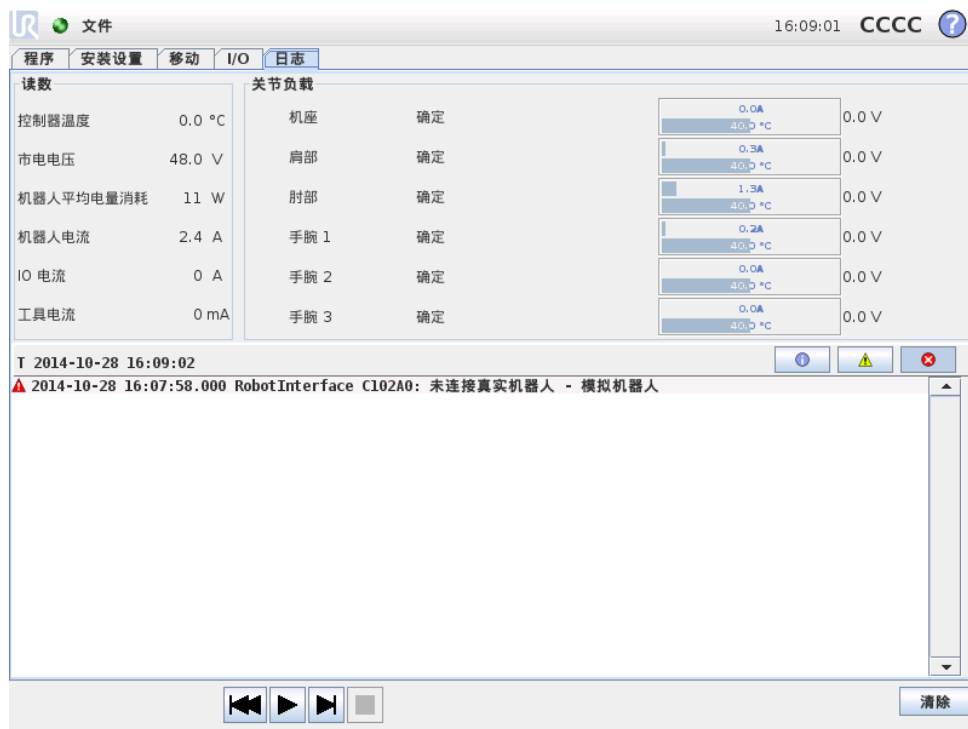 UR 文件 16:09:01 CCCC ?
程序 安装设置 移动 I/O 日志
读数 关节负载
控制器温度 0.0 °C
市电电压 48.0 V
机器人平均电量消耗 11 W
机器人电流 2.4 A
IO 电流 0 A
工具电流 0 mA
机座 确定 0.0A 40.0 °C 0.0 V
肩部 确定 0.3A 40.0 °C 0.0 V
肘部 确定 1.3A 40.0 °C 0.0 V
手腕 1 确定 0.2A 40.0 °C 0.0 V
手腕 2 确定 0.0A 40.0 °C 0.0 V
手腕 3 确定 0.0A 40.0 °C 0.0 V
T 2014-10-28 16:09:02
2014-10-28 16:07:58.000 RobotInterface C102A0: 未连接真实机器人 - 模拟机器人
清除